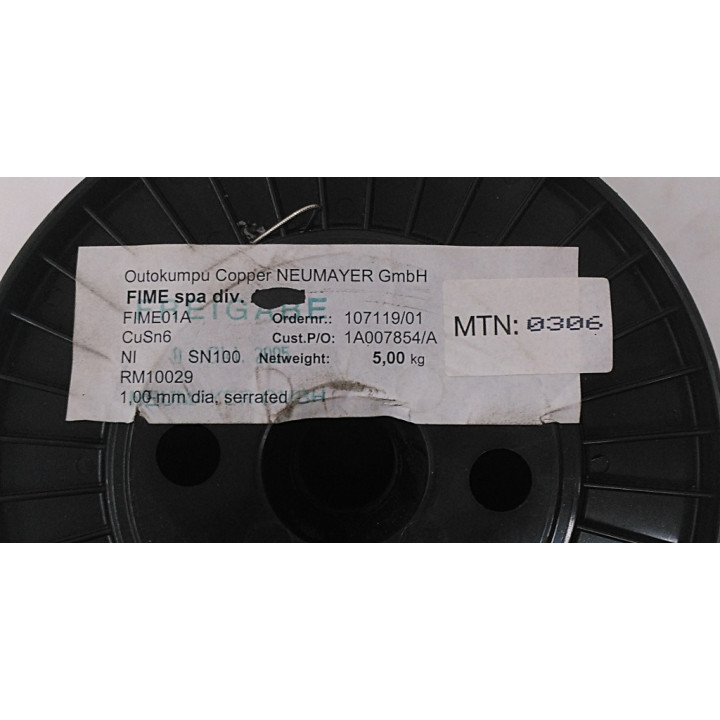 Outokumpu Copper NEUMAYER GmbH
FIME spa div.
FREIGABE
FIME01A Ordernr.: 107119/01
CuSn6 Cust.P/O: 1A007854/A
NI SN100 Netweight: 5,00 kg
RM10029
1,00 mm dia, serrated
MTN: 0306